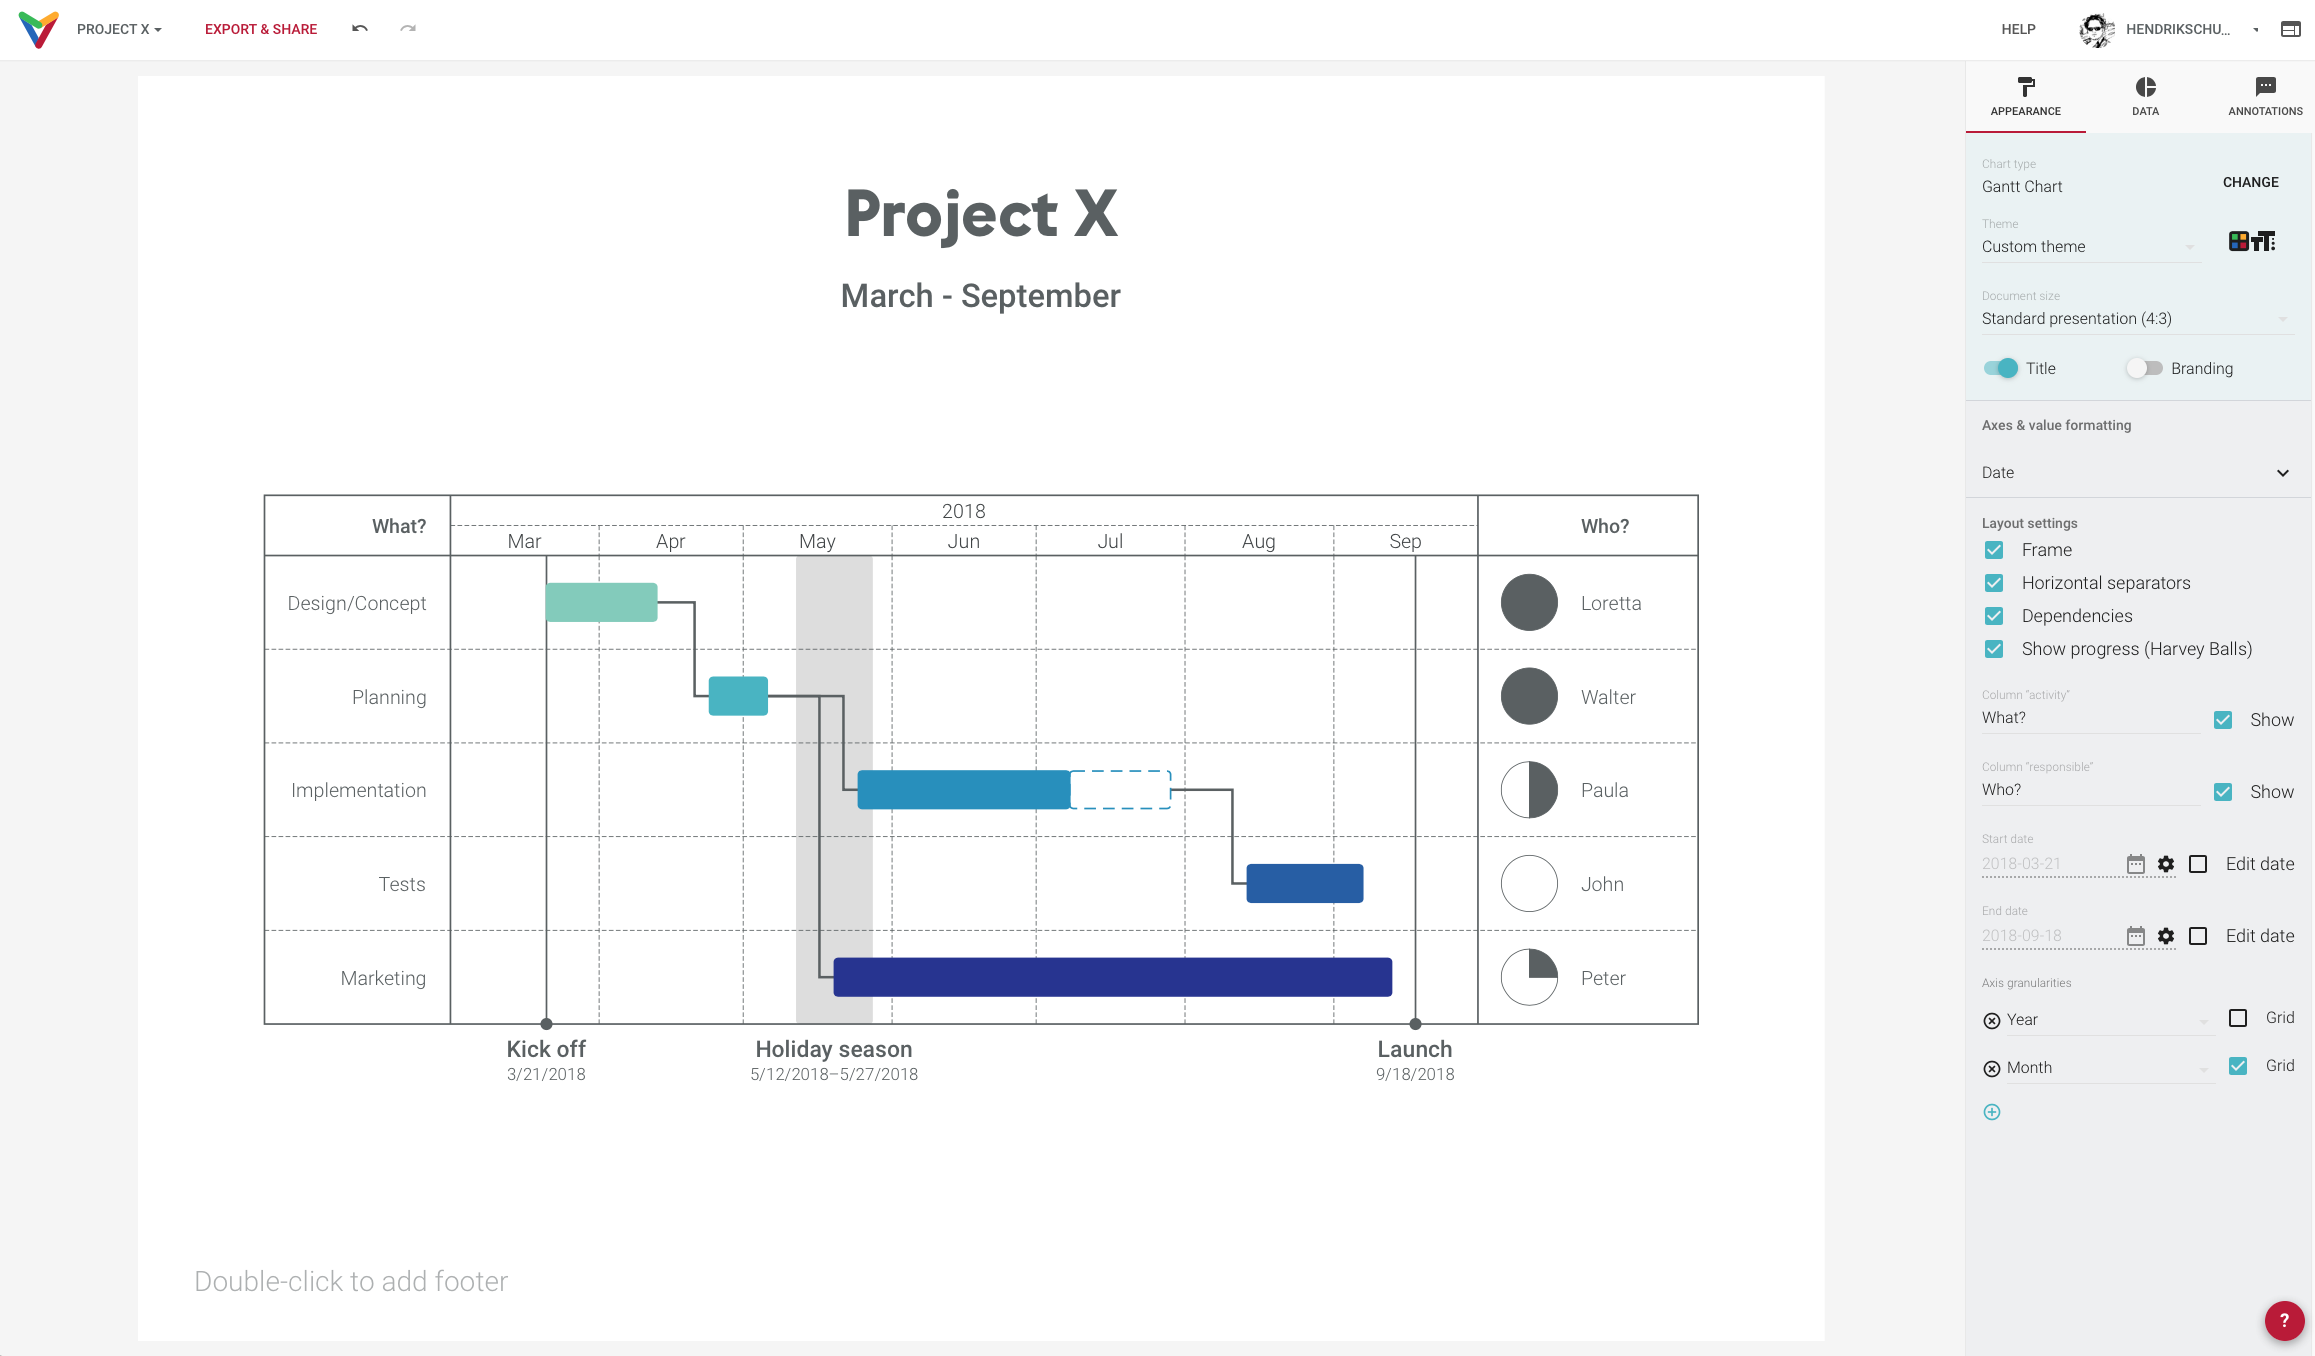 PROJECT X
EXPORT & SHARE
HELP
HENDRIKSCHU...
APPEARANCE
DATA
ANNOTATIONS
Project X
March - September
What?
2018
Who?
Mar
Apr
May
Jun
Jul
Aug
Sep
Design/Concept
Loretta
Planning
Walter
Implementation
Paula
Tests
John
Marketing
Peter
Kick off
Holiday season
Launch
3/21/2018
5/12/2018–5/27/2018
9/18/2018
Double-click to add footer
Chart type
Gantt Chart
CHANGE
Theme
Custom theme
Document size
Standard presentation (4:3)
Title
Branding
Axes & value formatting
Date
Layout settings
Frame
Horizontal separators
Dependencies
Show progress (Harvey Balls)
Column "activity"
What?
Show
Column "responsible"
Who?
Show
Start date
2018-03-21
Edit date
End date
2018-09-18
Edit date
Axis granularities
Year
Grid
Month
Grid
?